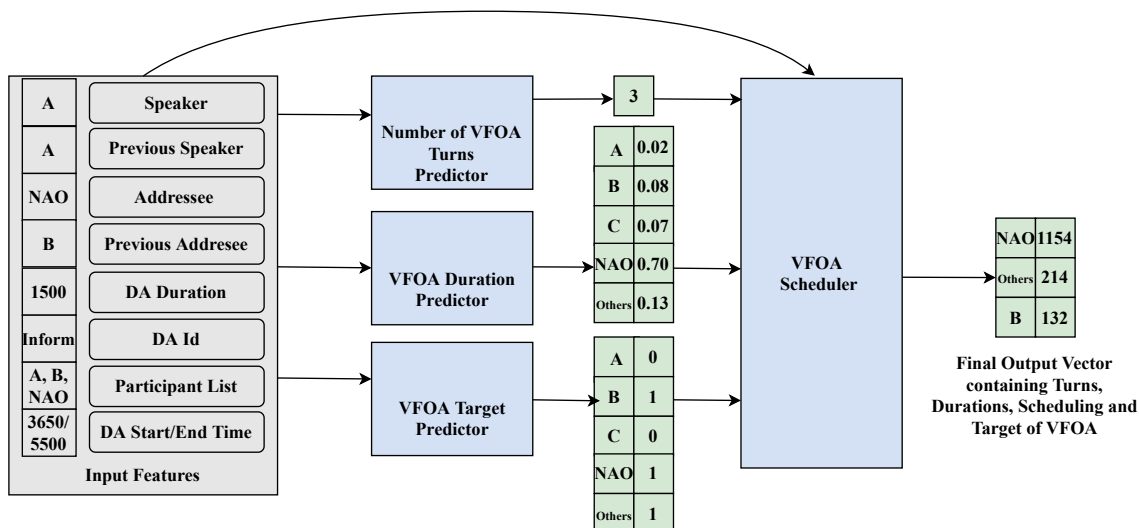 A
Speaker
A
Previous Speaker
NAO
Addressee
B
Previous Addresee
1500
DA Duration
Inform
DA Id
A, B,
NAO
Participant List
3650/
5500
DA Start/End Time
Input Features
Number of VFOA
Turns
Predictor
VFOA Duration
Predictor
VFOA Target
Predictor
3
A 0.02
B 0.08
C 0.07
NAO 0.70
Others 0.13
A 0
B 1
C 0
NAO 1
Others 1
VFOA
Scheduler
NAO 1154
Others 214
B 132
Final Output Vector
containing Turns,
Durations, Scheduling and
Target of VFOA